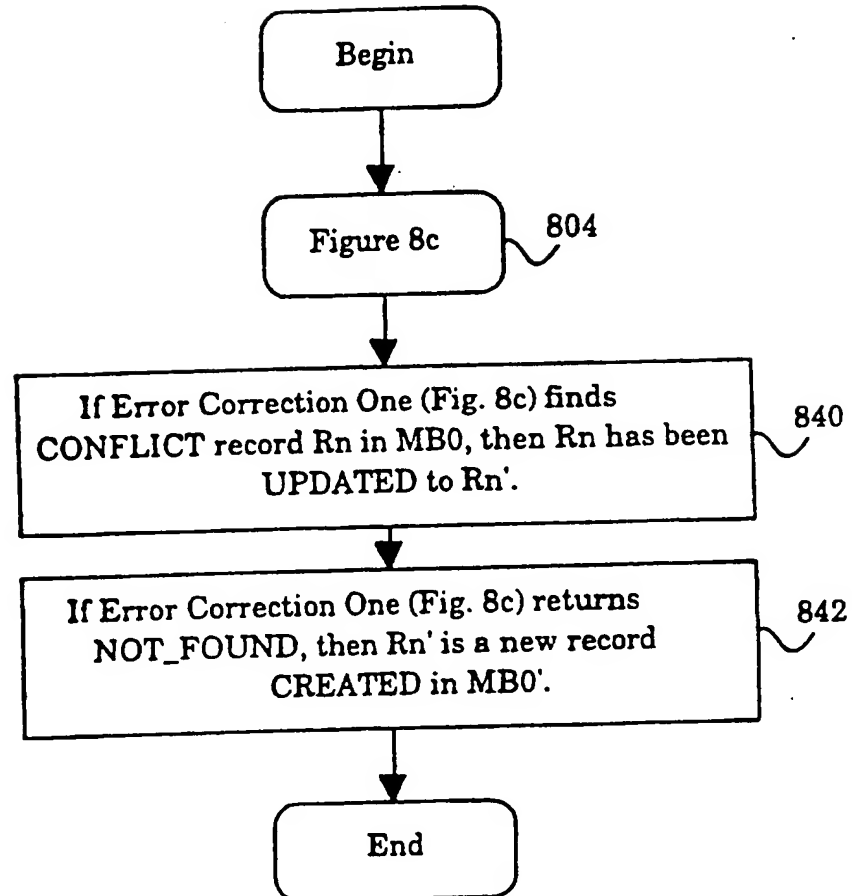 Begin
Figure 8c
804
If Error Correction One (Fig. 8c) finds
CONFLICT record Rn in MB0, then Rn has been
UPDATED to Rn'.
840
If Error Correction One (Fig. 8c) returns
NOT_FOUND, then Rn' is a new record
CREATED in MB0'.
842
End